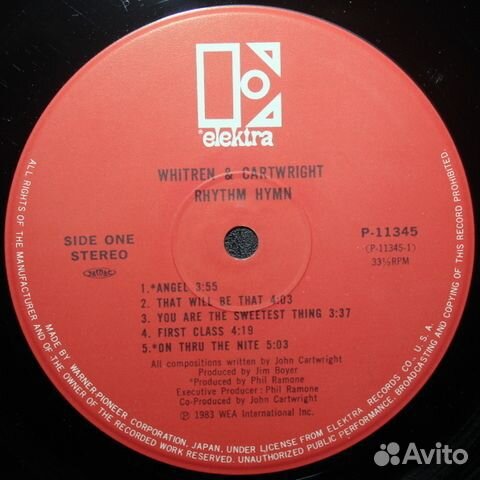 elektra
WHITREN & CARTWRIGHT
RHYTHM HYMN
SIDE ONE
STEREO
P-11345
(P-11345-1)
33⅓RPM
1.*ANGEL 3:55
2. THAT WILL BE THAT 4:03
3. YOU ARE THE SWEETEST THING 3:37
4. FIRST CLASS 4:19
5.*ON THRU THE NITE 5:03
All compositions written by John Cartwright
Produced by Jim Boyer
*Produced by Phil Ramone
Executive Producer : Phil Ramone
Co-Produced by John Cartwright
Ⓟ 1983 WEA International Inc.
ALL RIGHTS OF THE MANUFACTURER AND OF THE OWNER OF THE RECORDED WORK RESERVED. UNAUTHORIZED PUBLIC PERFORMANCE, BROADCASTING AND COPYING OF THIS RECORD PROHIBITED.
MADE BY WARNER-PIONEER CORPORATION, JAPAN, UNDER LICENSE FROM ELEKTRA RECORDS CO., U.S.A.
Avito